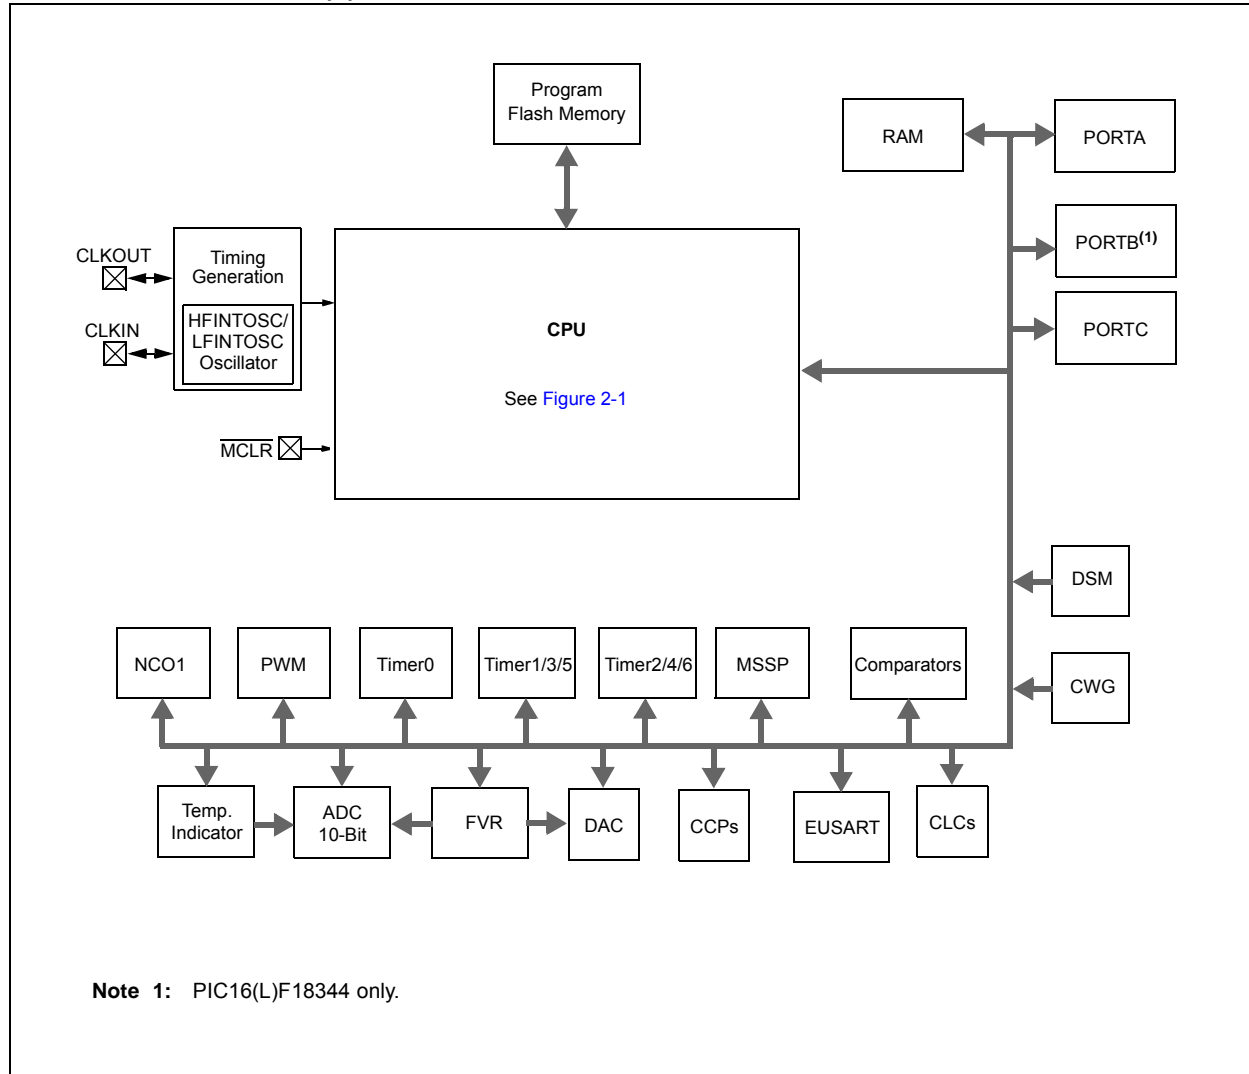 Program
Flash Memory
RAM
PORTA
CLKOUT
Timing
Generation
PORTB(1)
CLKIN
HFINTOSC/
LFINTOSC
Oscillator
CPU
PORTC
See Figure 2-1
MCLR
DSM
NCO1
PWM
Timer0
Timer1/3/5
Timer2/4/6
MSSP
Comparators
CWG
Temp.
Indicator
ADC
10-Bit
FVR
DAC
CCPs
EUSART
CLCs
Note 1: PIC16(L)F18344 only.